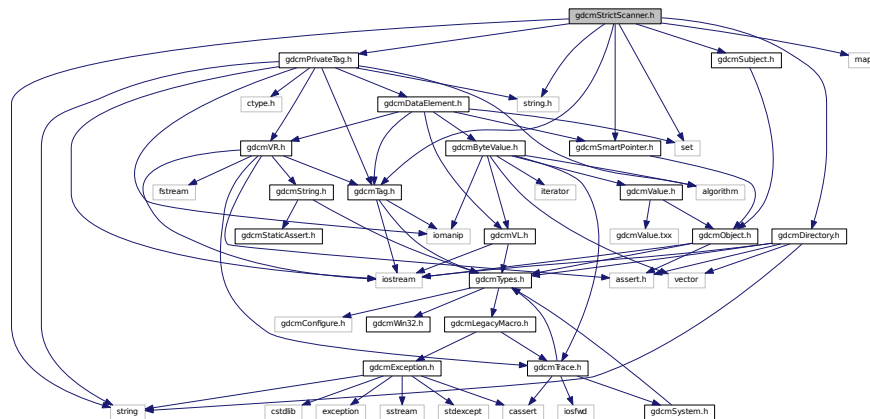 gdcmStrictScanner.h
gdcmPrivateTag.h
gdcmSubject.h
map
ctype.h
gdcmDataElement.h
string.h
gdcmVR.h
gdcmByteValue.h
gdcmSmartPointer.h
set
fstream
gdcmString.h
gdcmTag.h
iterator
gdcmValue.h
algorithm
gdcmStaticAssert.h
iomanip
gdcmVL.h
gdcmValue.txx
gdcmObject.h
gdcmDirectory.h
iostream
gdcmTypes.h
assert.h
vector
gdcmConfigure.h
gdcmWin32.h
gdcmLegacyMacro.h
gdcmException.h
gdcmTrace.h
string
cstdlib
exception
sstream
stdexcept
cassert
iosfwd
gdcmSystem.h